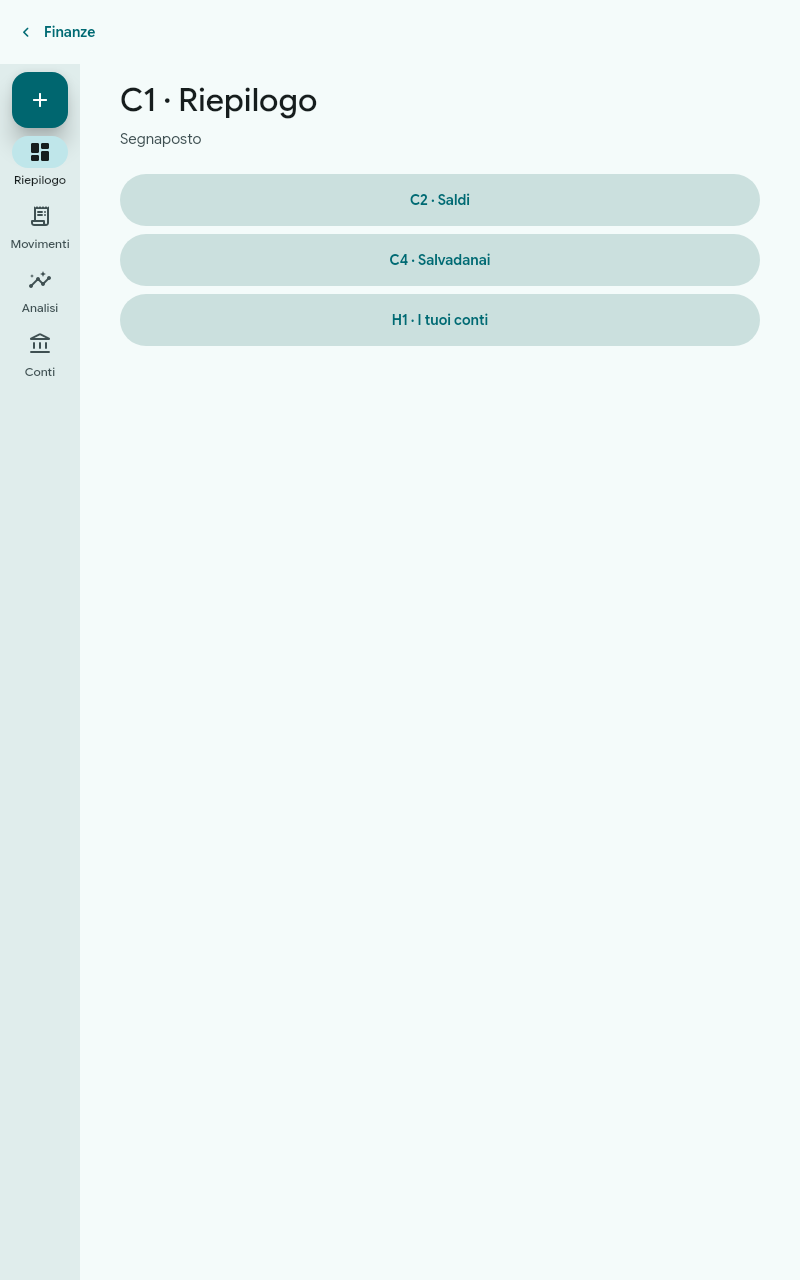 Finanze
Riepilogo
Movimenti
Analisi
Conti
C1 · Riepilogo
Segnaposto
C2 · Saldi
C4 · Salvadanai
H1 · I tuoi conti